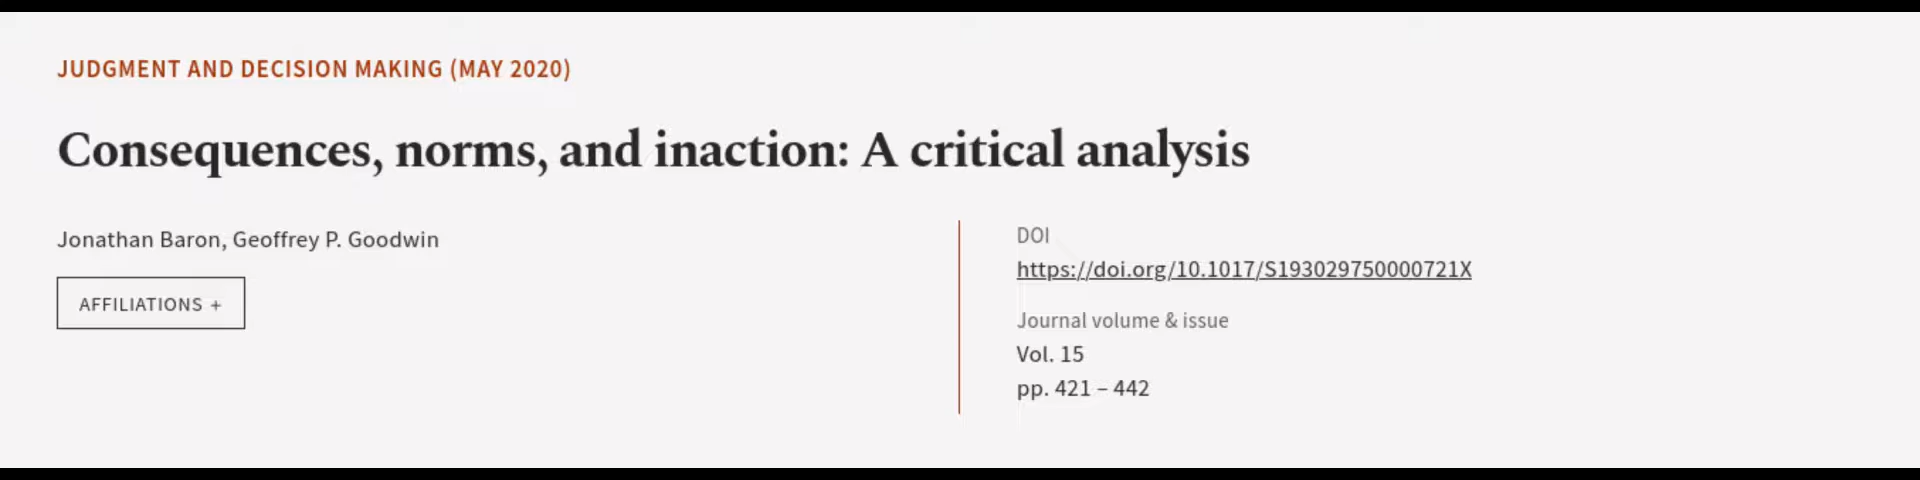 JUDGMENT AND DECISION MAKING (MAY 2020)
Consequences, norms, and inaction: A critical analysis
Jonathan Baron, Geoffrey P. Goodwin
AFFILIATIONS +
DOI
https://doi.org/10.1017/S193029750000721X
Journal volume & issue
Vol. 15
pp. 421 – 442